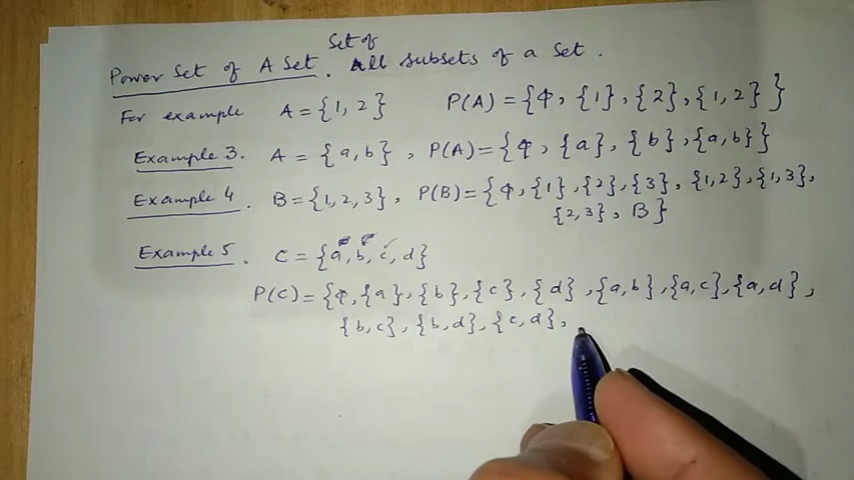 Set of
Power Set of A Set. All subsets of a Set.
For example A = {1, 2} P(A) = {φ, {1}, {2}, {1, 2} }
Example 3. A = {a, b}, P(A) = {φ, {a}, {b}, {a, b}}
Example 4 . B = {1, 2, 3}, P(B) = {φ, {1}, {2}, {3}, {1, 2}, {1, 3},
{2, 3}, B}
Example 5 . C = {a, b, c, d}
P(C) = {φ, {a}, {b}, {c}, {d}, {a, b}, {a, c}, {a, d},
{b, c}, {b, d}, {c, d},